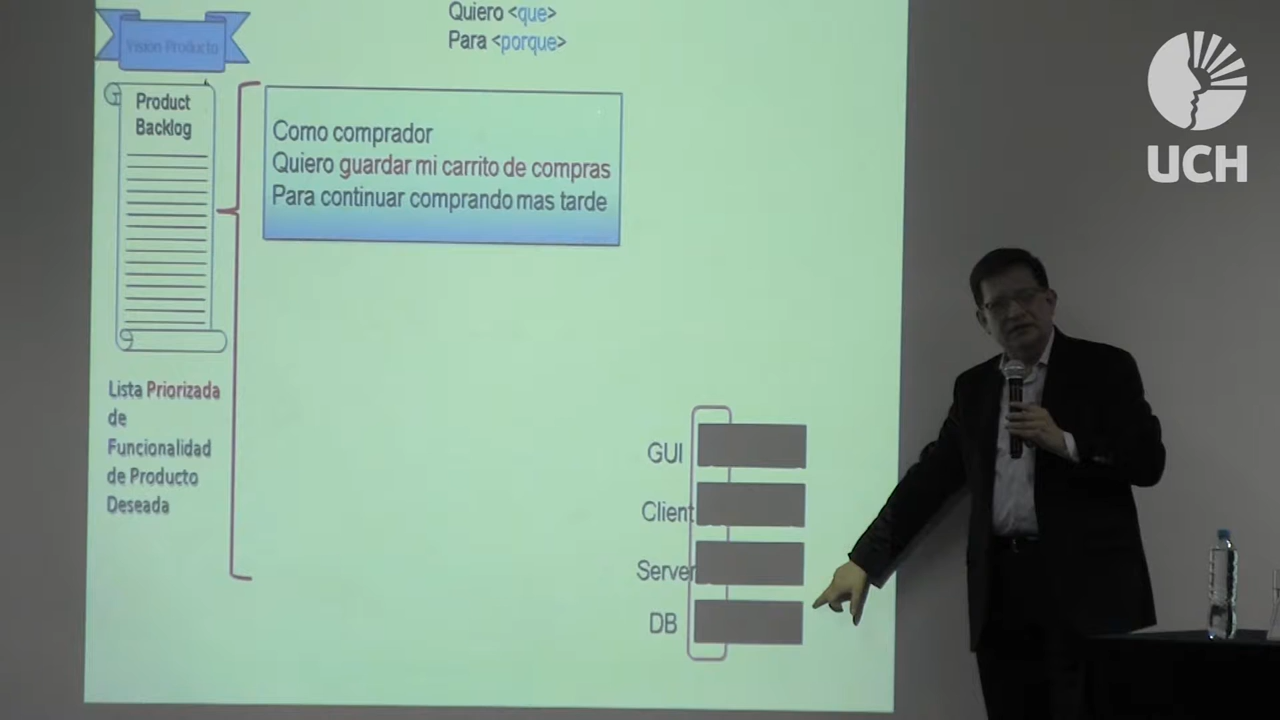 Quiero <que>
Para <porque>
Vision Producto
Product
Backlog
Como comprador
Quiero guardar mi carrito de compras
Para continuar comprando mas tarde
Lista Priorizada
de
Funcionalidad
de Producto
Deseada
GUI
Client
Server
DB
UCH